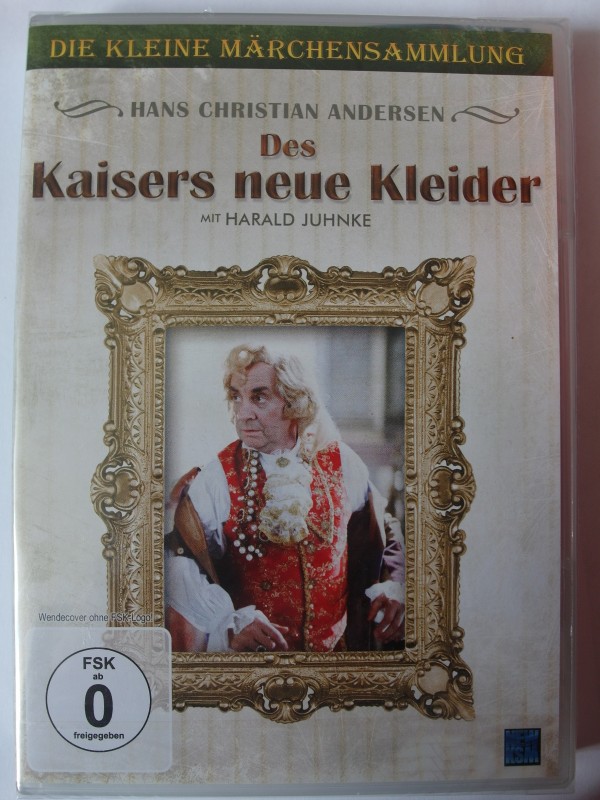 DIE KLEINE MÄRCHENSAMMLUNG
HANS CHRISTIAN ANDERSEN
Des
Kaisers neue Kleider
MIT HARALD JUHNKE
Wendecover ohne FSK-Logo!
FSK
ab
0
freigegeben
KSM